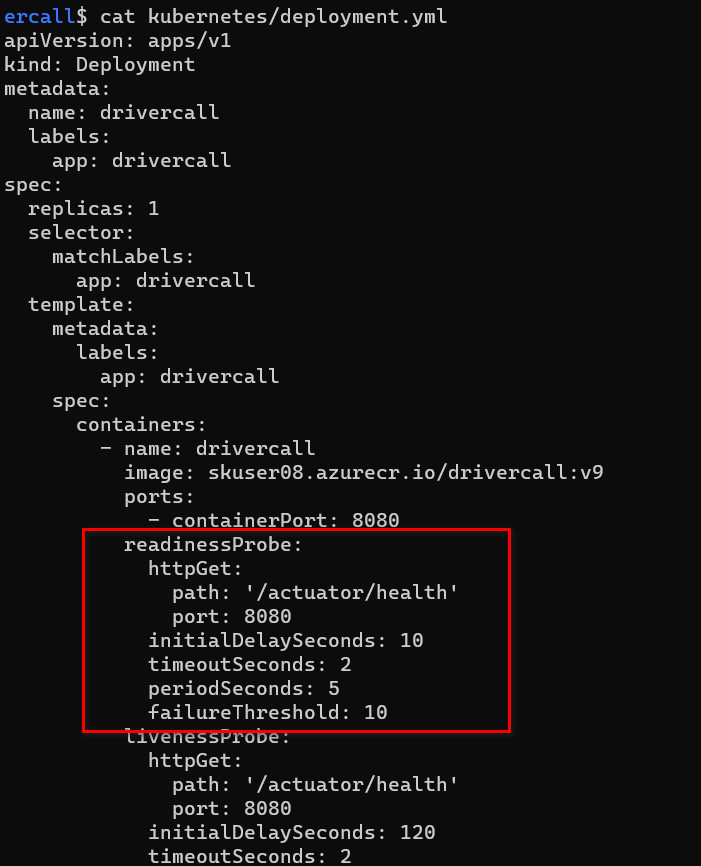 ercall$ cat kubernetes/deployment.yml
apiVersion: apps/v1
kind: Deployment
metadata:
  name: drivercall
  labels:
    app: drivercall
spec:
  replicas: 1
  selector:
    matchLabels:
      app: drivercall
  template:
    metadata:
      labels:
        app: drivercall
    spec:
      containers:
        - name: drivercall
          image: skuser08.azurecr.io/drivercall:v9
          ports:
            - containerPort: 8080
          readinessProbe:
            httpGet:
              path: '/actuator/health'
              port: 8080
            initialDelaySeconds: 10
            timeoutSeconds: 2
            periodSeconds: 5
            failureThreshold: 10
          livenessProbe:
            httpGet:
              path: '/actuator/health'
              port: 8080
            initialDelaySeconds: 120
            timeoutSeconds: 2